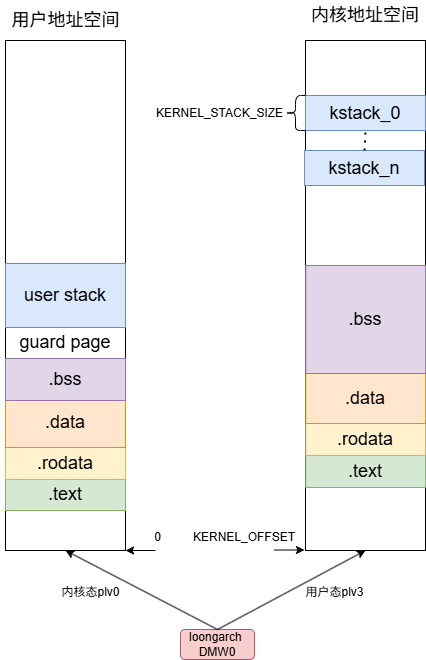 用户地址空间
内核地址空间
KERNEL_STACK_SIZE
kstack_0
kstack_n
user stack
guard page
.bss
.data
.rodata
.text
.bss
.data
.rodata
.text
0
KERNEL_OFFSET
内核态plv0
用户态plv3
loongarch
DMW0